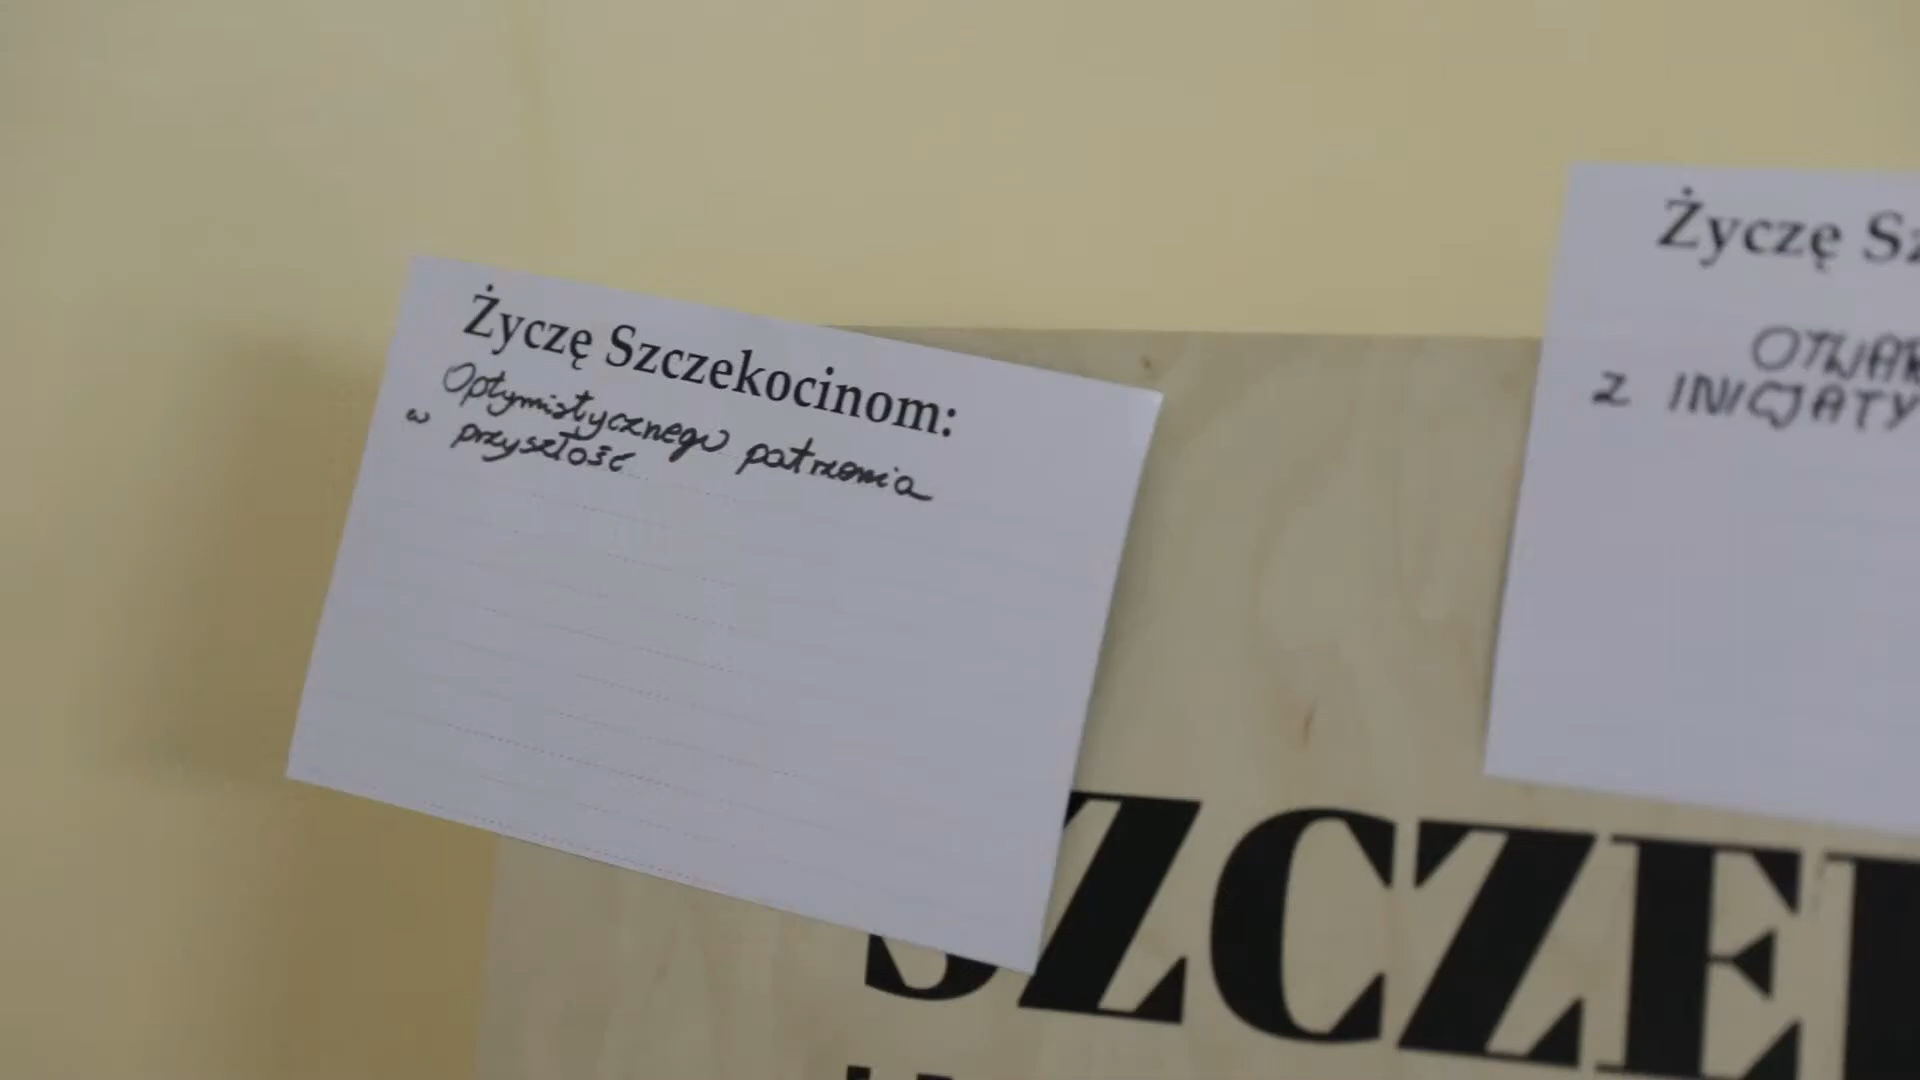 Życzę Szczekocinom:
Optymistycznego patrzenia
w przyszłość
Życzę Sz
OTWAR
Z INICJATY
SZCZE